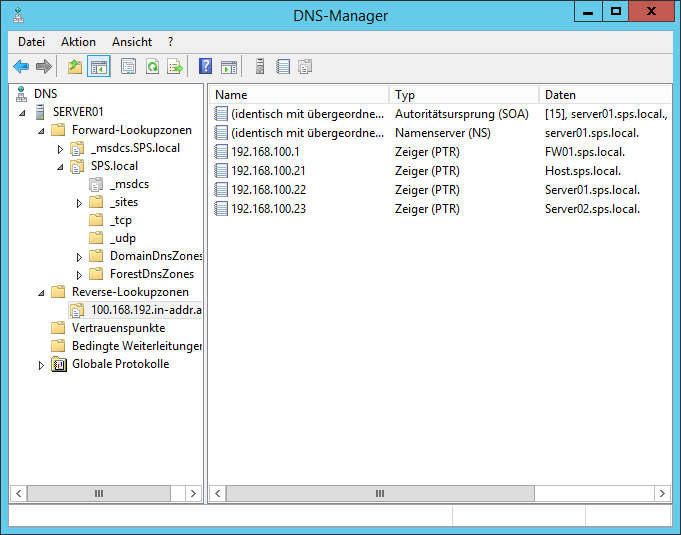 DNS-Manager
Datei Aktion Ansicht ?
DNS
SERVER01
Forward-Lookupzonen
_msdcs.SPS.local
SPS.local
_msdcs
_sites
_tcp
_udp
DomainDnsZones
ForestDnsZones
Reverse-Lookupzonen
100.168.192.in-addr.a
Vertrauenspunkte
Bedingte Weiterleitunger
Globale Protokolle
Name Typ Daten
(identisch mit übergeordne... Autoritätsursprung (SOA) [15], server01.sps.local.,
(identisch mit übergeordne... Namenserver (NS) server01.sps.local.
192.168.100.1 Zeiger (PTR) FW01.sps.local.
192.168.100.21 Zeiger (PTR) Host.sps.local.
192.168.100.22 Zeiger (PTR) Server01.sps.local.
192.168.100.23 Zeiger (PTR) Server02.sps.local.